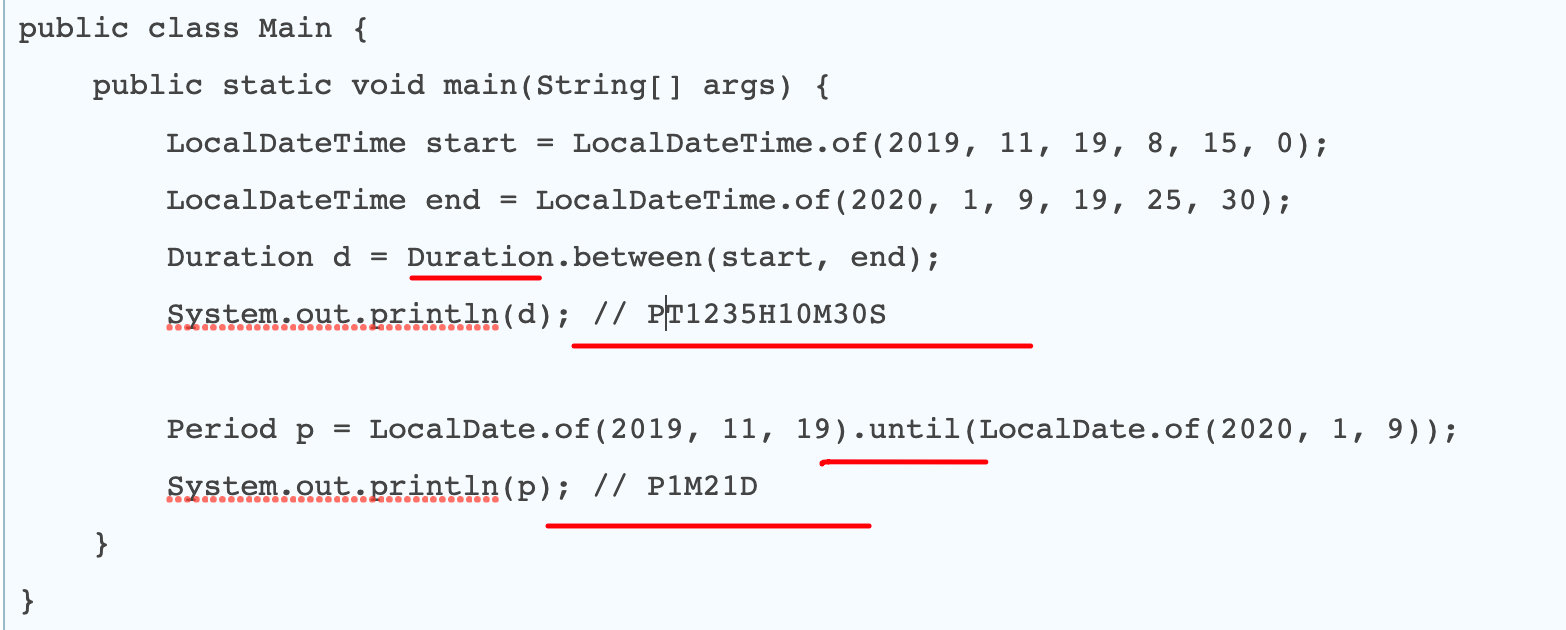 public class Main {
public static void main(String[] args) {
LocalDateTime start = LocalDateTime.of(2019, 11, 19, 8, 15, 0);
LocalDateTime end = LocalDateTime.of(2020, 1, 9, 19, 25, 30);
Duration d = Duration.between(start, end);
System.out.println(d); // PT1235H10M30S
Period p = LocalDate.of(2019, 11, 19).until(LocalDate.of(2020, 1, 9));
System.out.println(p); // P1M21D
}
}